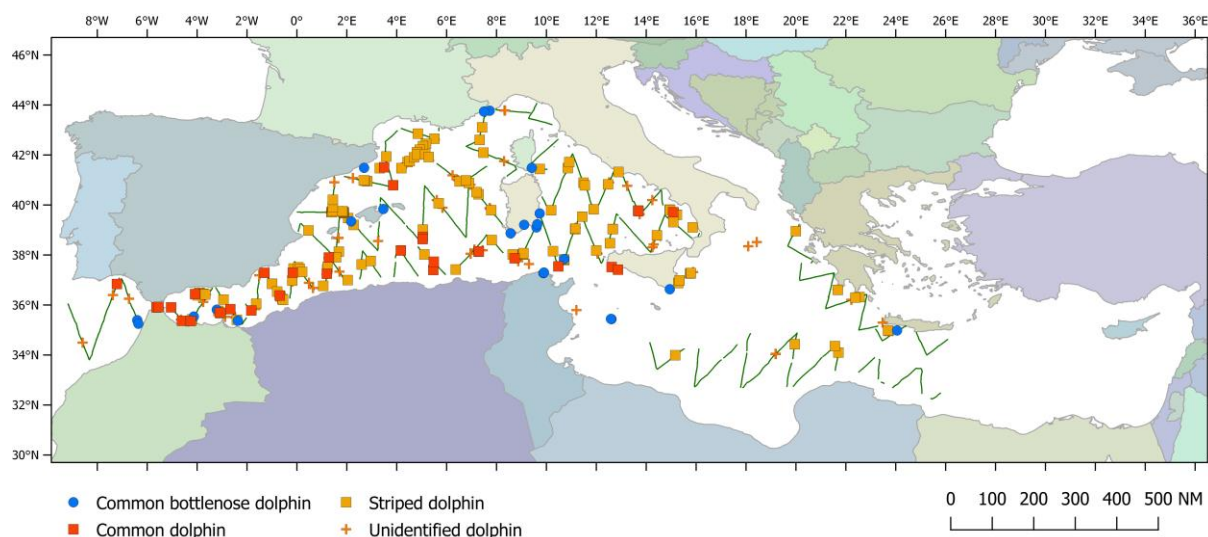 8°W 6°W 4°W 2°W 0° 2°E 4°E 6°E 8°E 10°E 12°E 14°E 16°E 18°E 20°E 22°E 24°E 26°E 28°E 30°E 32°E 34°E 36°E
46°N
44°N
42°N
40°N
38°N
36°N
34°N
32°N
30°N
Common bottlenose dolphin
Striped dolphin
Common dolphin
Unidentified dolphin
0 100 200 300 400 500 NM